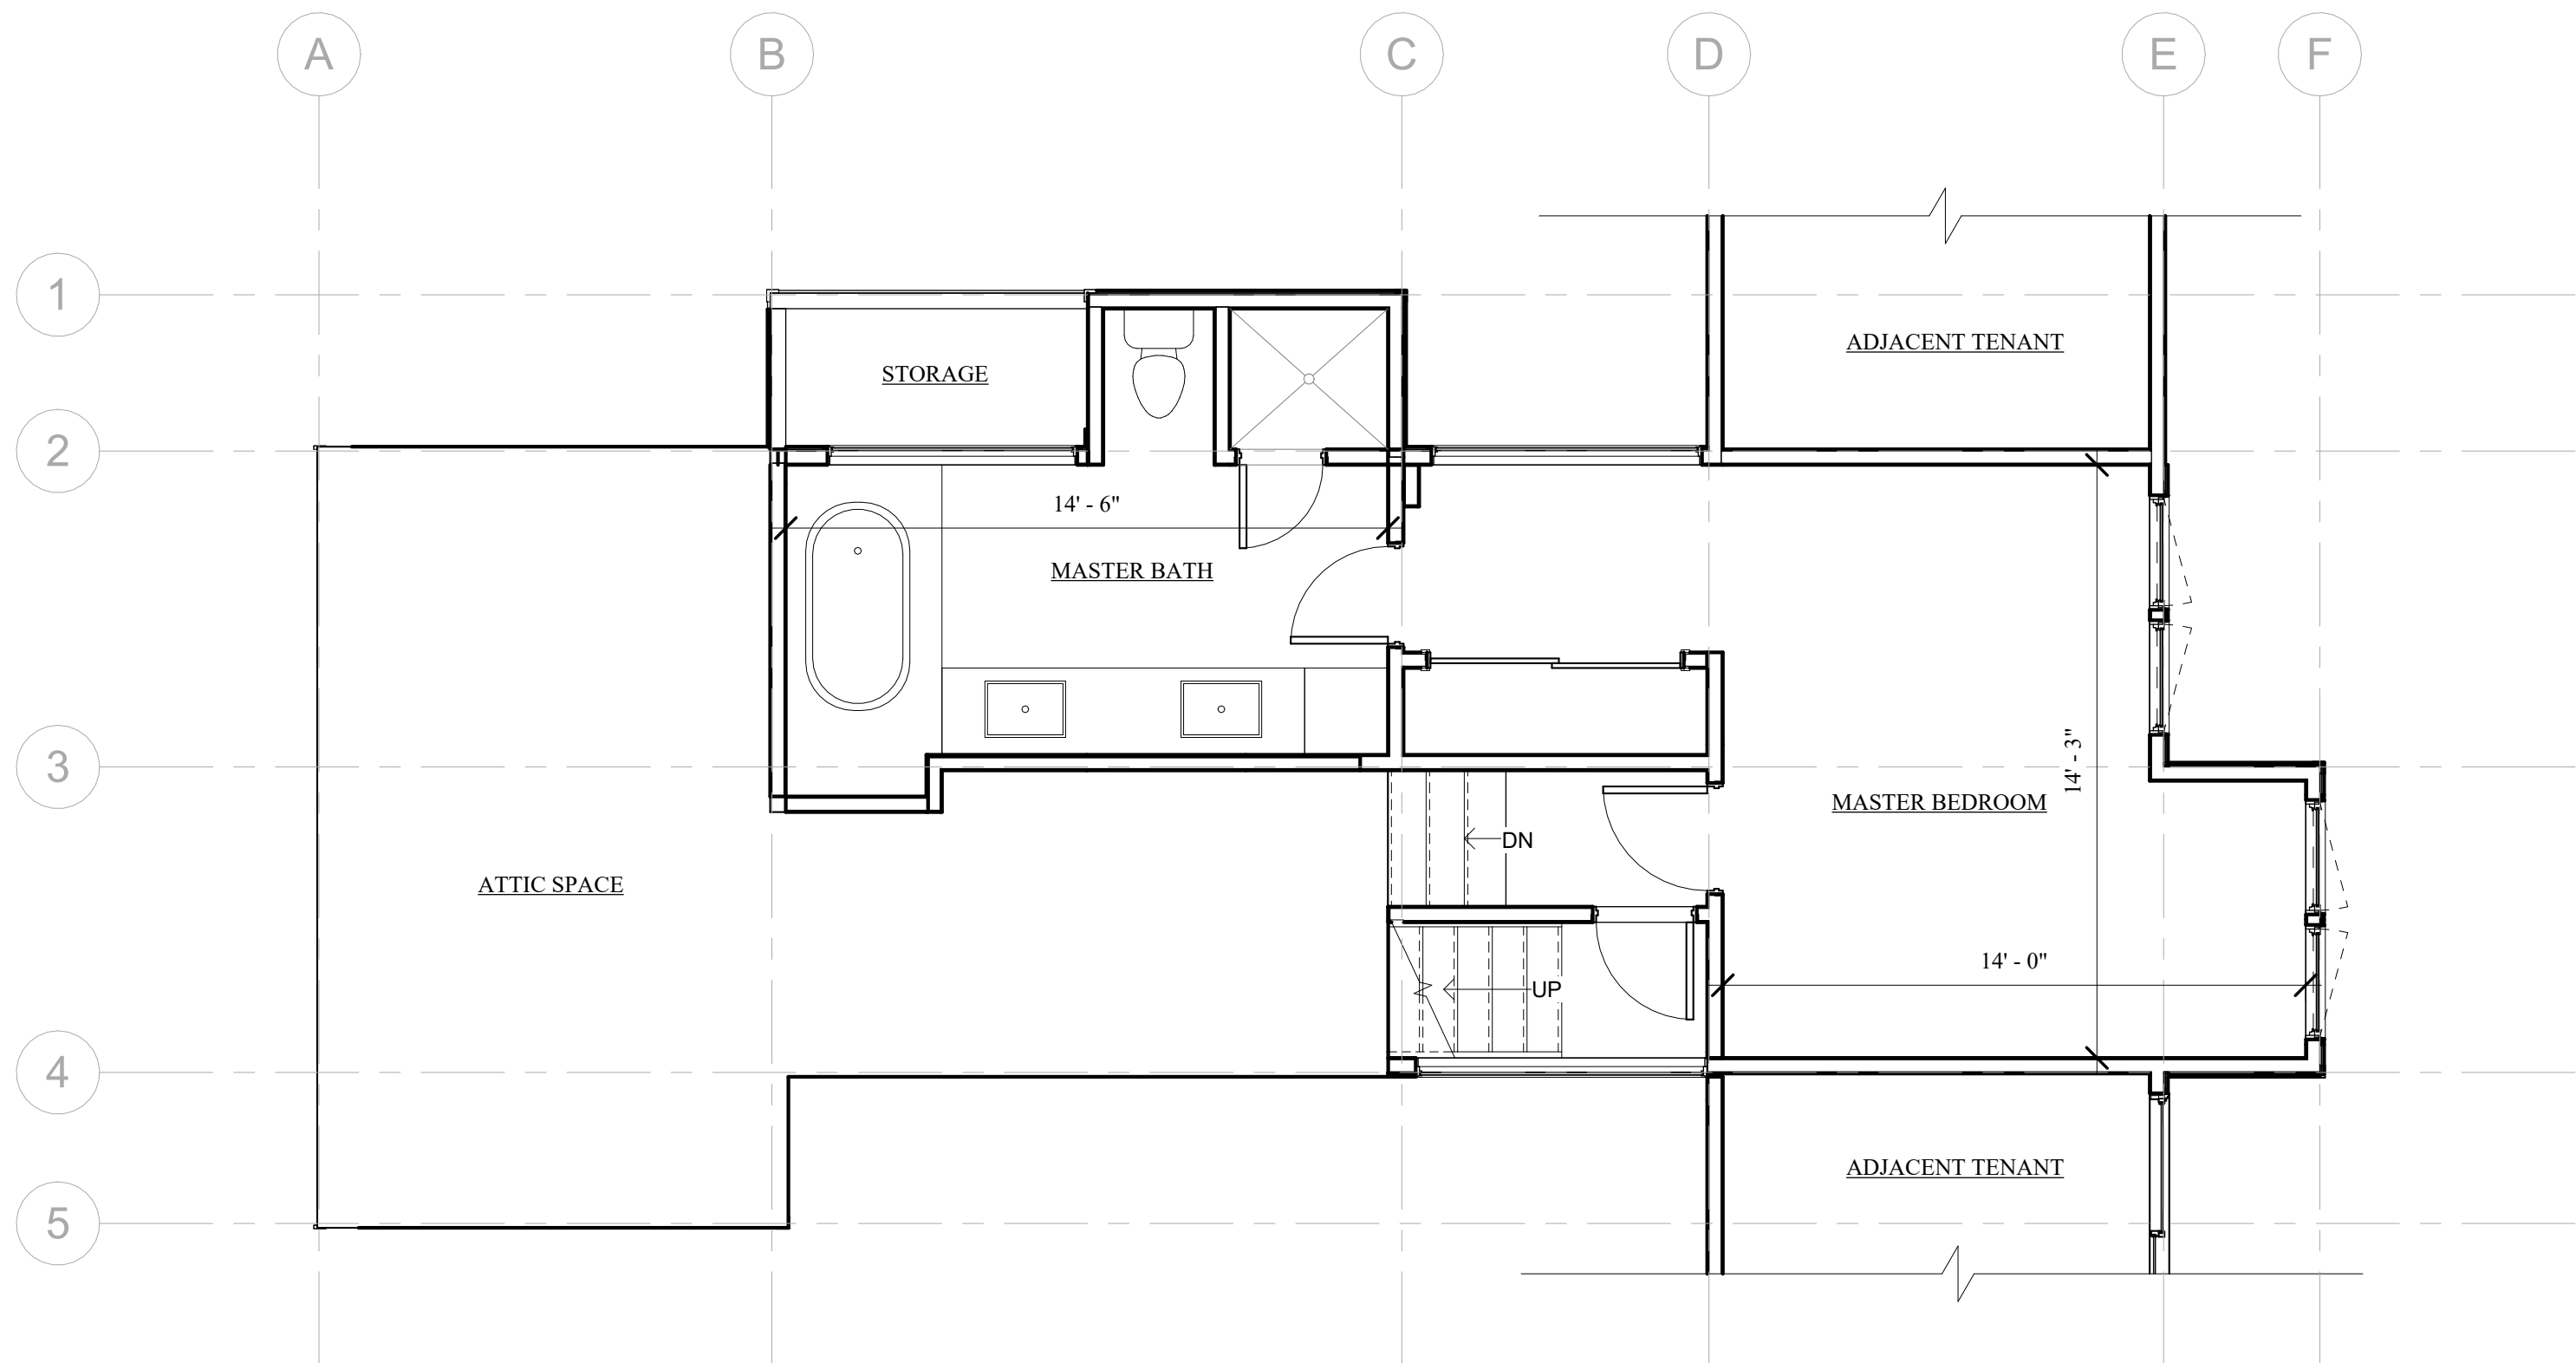 A
B
C
D
E
F
1
ADJACENT TENANT
STORAGE
2
14' - 6"
MASTER BATH
3
14' - 3"
MASTER BEDROOM
DN
ATTIC SPACE
14' - 0"
UP
4
ADJACENT TENANT
5